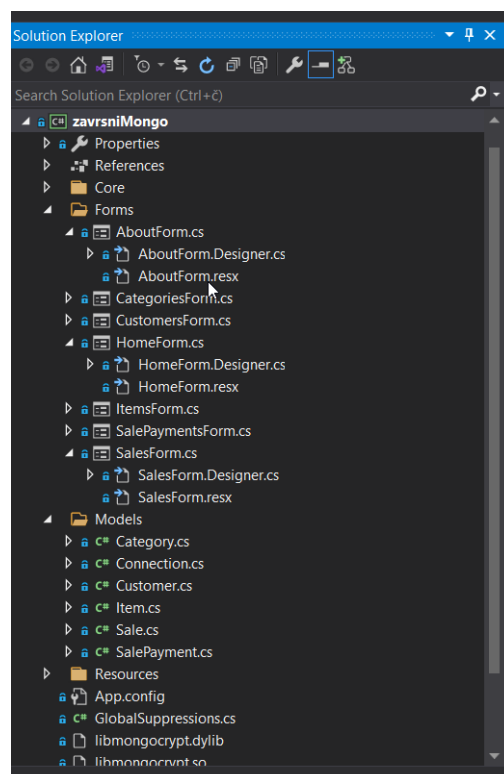 Solution Explorer
Search Solution Explorer (Ctrl+č)
C# zavrsniMongo
Properties
References
Core
Forms
AboutForm.cs
AboutForm.Designer.cs
AboutForm.resx
CategoriesForm.cs
CustomersForm.cs
HomeForm.cs
HomeForm.Designer.cs
HomeForm.resx
ItemsForm.cs
SalePaymentsForm.cs
SalesForm.cs
SalesForm.Designer.cs
SalesForm.resx
Models
C# Category.cs
C# Connection.cs
C# Customer.cs
C# Item.cs
C# Sale.cs
C# SalePayment.cs
Resources
App.config
C# GlobalSuppressions.cs
libmongocrypt.dylib
libmongocrypt.so